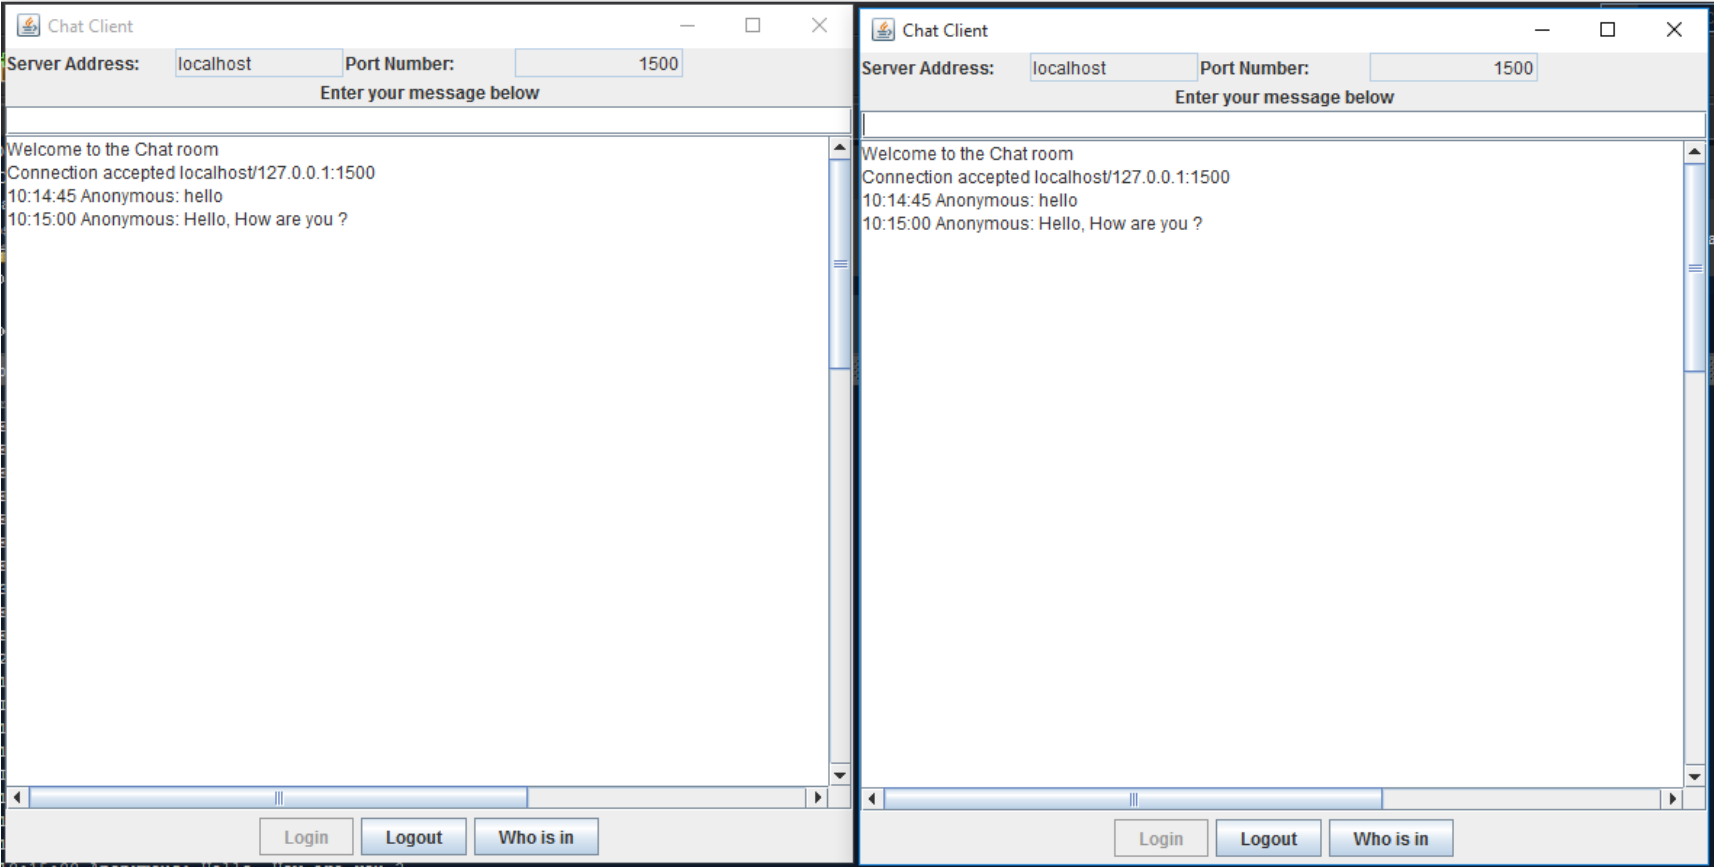 Chat Client
Server Address: localhost Port Number: 1500
Enter your message below
Welcome to the Chat room
Connection accepted localhost/127.0.0.1:1500
10:14:45 Anonymous: hello
10:15:00 Anonymous: Hello, How are you ?
Login Logout Who is in
Chat Client
Server Address: localhost Port Number: 1500
Enter your message below
Welcome to the Chat room
Connection accepted localhost/127.0.0.1:1500
10:14:45 Anonymous: hello
10:15:00 Anonymous: Hello, How are you ?
Login Logout Who is in